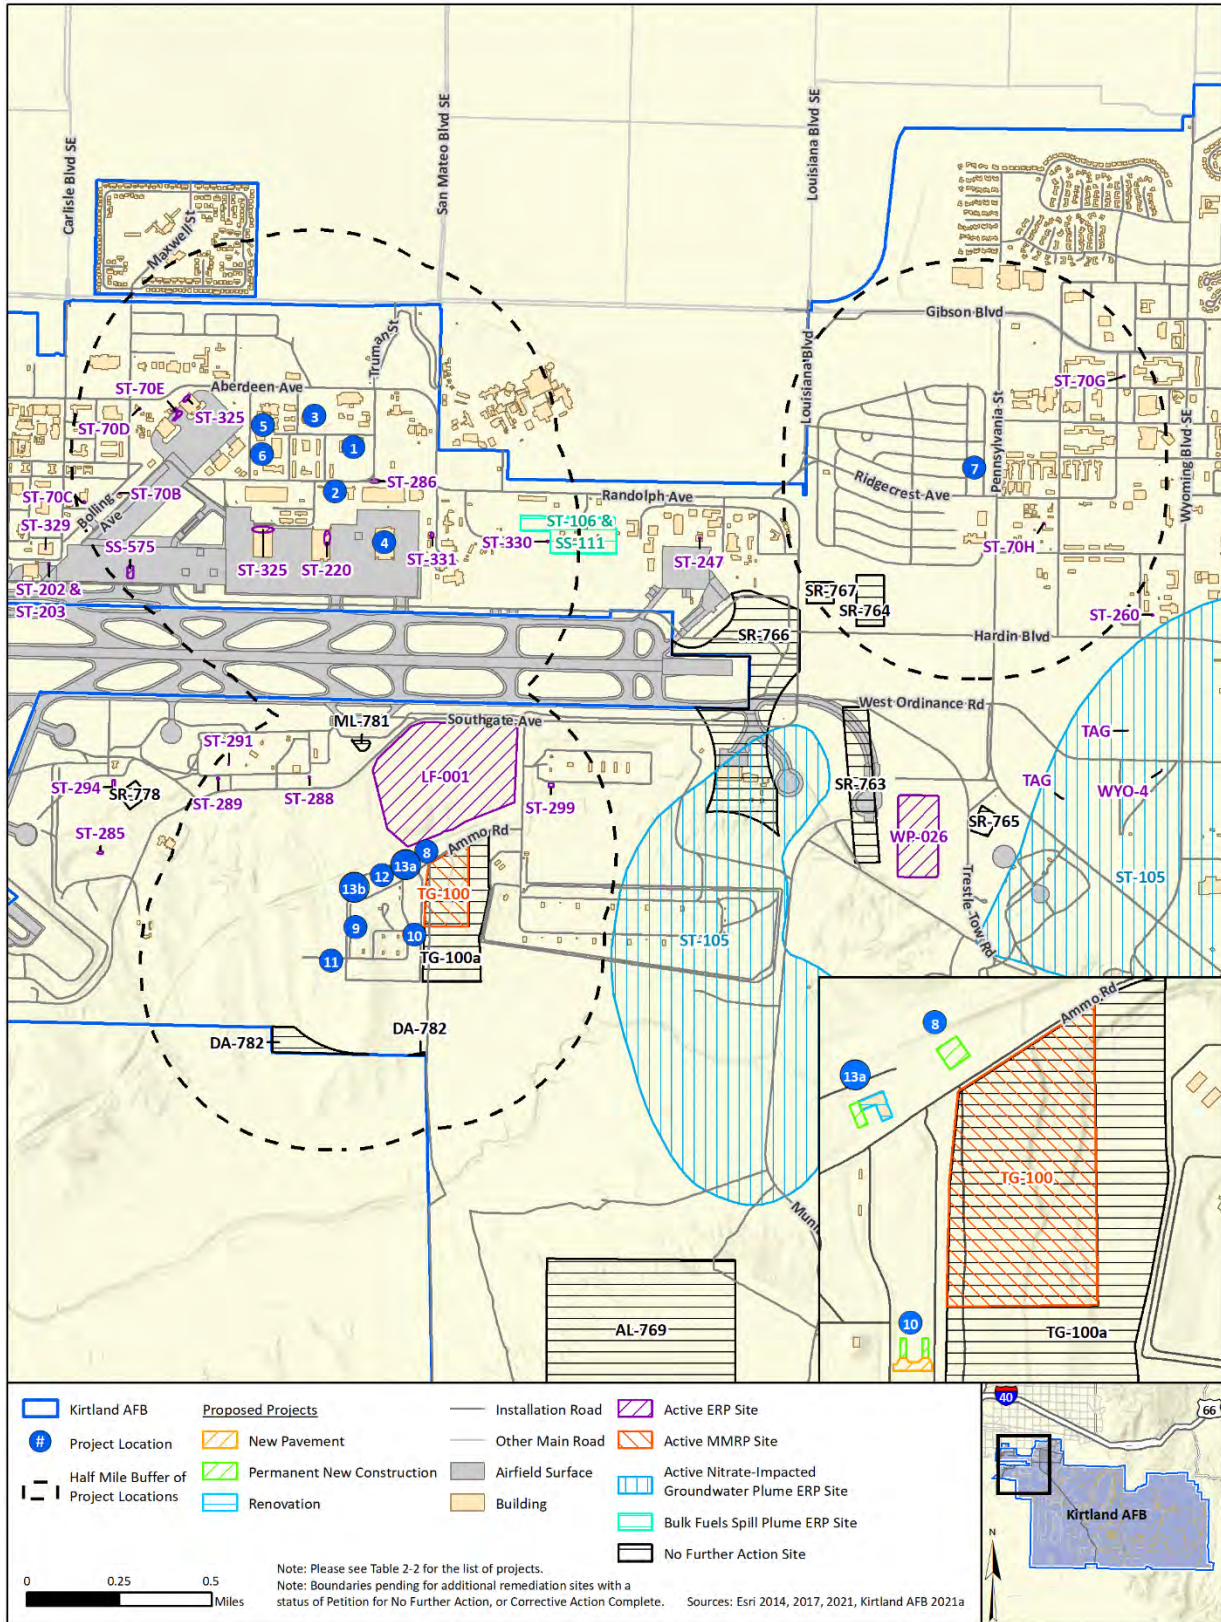 Carlisle Blvd SE
San Mateo Blvd SE
Louisiana Blvd SE
Maxwell St
Truman St
Louisiana Blvd
Gibson Blvd
ST-70G
Aberdeen Ave
ST-70E
ST-325
ST-70D
3
5
1
6
Pennsylvania St
7
Wyoming Blvd SE
Ridgecrest Ave
ST-286
2
Randolph Ave
ST-70C
ST-70B
Bolling Ave
ST-329
SS-575
4
ST-325
ST-220
ST-331
ST-330
ST-106 &
SS-111
ST-247
ST-70H
ST-202 &
ST-203
SR-767
SR-764
ST-260
SR-766
Hardin Blvd
ML-781
Southgate Ave
West Ordinance Rd
ST-291
LF-001
TAG
ST-294
SR-778
ST-289
ST-288
ST-299
SR-763
TAG
WYO-4
SR-765
WP-026
ST-285
Ammo Rd
8
13a
12
13b
TG-100
ST-105
Trestle Tow Rd
9
10
ST-105
11
TG-100a
DA-782
DA-782
AL-769
Ammo Rd
8
13a
TG-100
10
TG-100a
Kirtland AFB
# Project Location
Half Mile Buffer of
Project Locations
Proposed Projects
New Pavement
Permanent New Construction
Renovation
Installation Road
Other Main Road
Airfield Surface
Building
Active ERP Site
Active MMRP Site
Active Nitrate-Impacted
Groundwater Plume ERP Site
Bulk Fuels Spill Plume ERP Site
No Further Action Site
40
66
Kirtland AFB
N
0 0.25 0.5
Miles
Note: Please see Table 2-2 for the list of projects.
Note: Boundaries pending for additional remediation sites with a
status of Petition for No Further Action, or Corrective Action Complete.
Sources: Esri 2014, 2017, 2021, Kirtland AFB 2021a